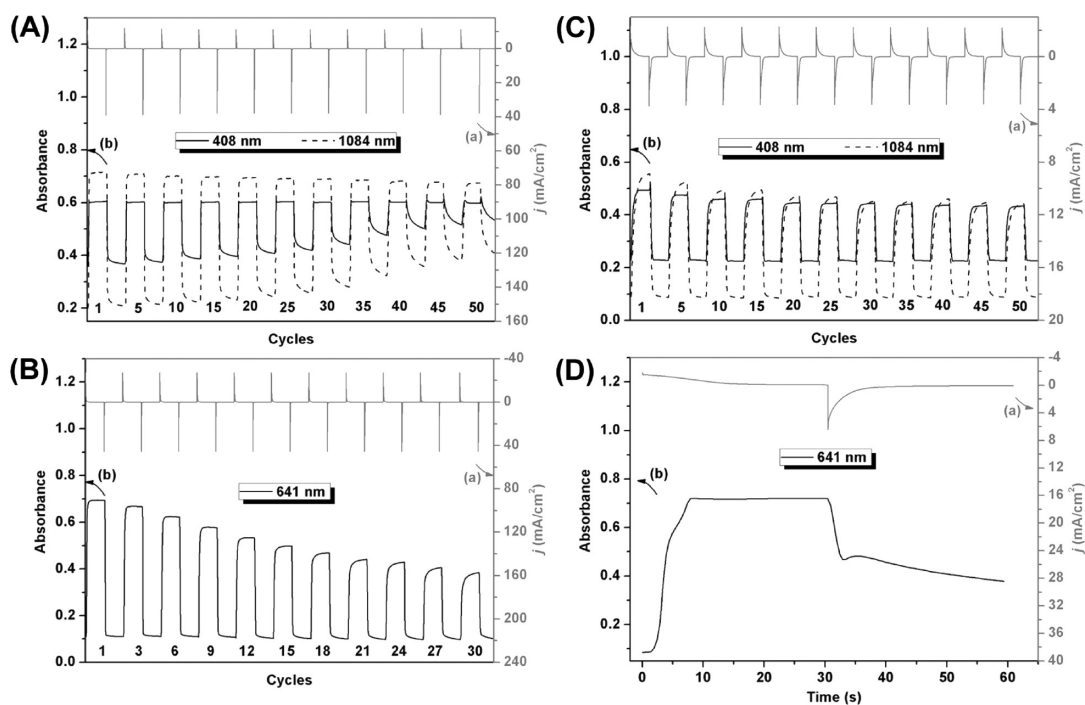 (A)
1.2
1.0
0.8
0.6
0.4
0.2
Absorbance
(b)
408 nm 1084 nm
(a)
0
20
40
60
80
100
120
140
160
j (mA/cm²)
1 5 10 15 20 25 30 35 40 45 50
Cycles
(C)
1.0
0.8
0.6
0.4
0.2
0.0
Absorbance
(b)
408 nm 1084 nm
(a)
0
4
8
12
16
20
j (mA/cm²)
1 5 10 15 20 25 30 35 40 45 50
Cycles
(B)
1.2
1.0
0.8
0.6
0.4
0.2
0.0
Absorbance
(b)
641 nm
(a)
-40
0
40
80
120
160
200
240
j (mA/cm²)
1 3 6 9 12 15 18 21 24 27 30
Cycles
(D)
1.2
1.0
0.8
0.6
0.4
0.2
Absorbance
(b)
641 nm
(a)
-4
0
4
8
12
16
20
24
28
32
36
40
j (mA/cm²)
0 10 20 30 40 50 60
Time (s)